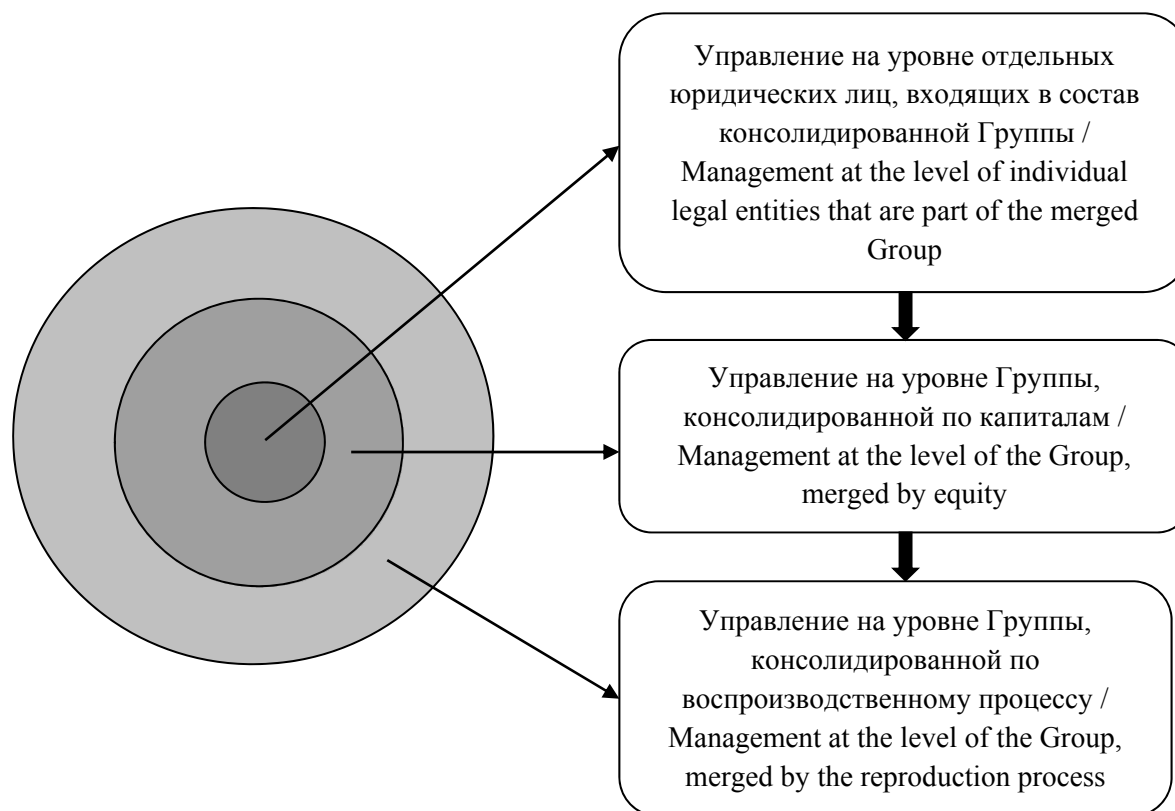 Управление на уровне отдельных
юридических лиц, входящих в состав
консолидированной Группы /
Management at the level of individual
legal entities that are part of the merged
Group
Управление на уровне Группы,
консолидированной по капиталам /
Management at the level of the Group,
merged by equity
Управление на уровне Группы,
консолидированной по
воспроизводственному процессу /
Management at the level of the Group,
merged by the reproduction process